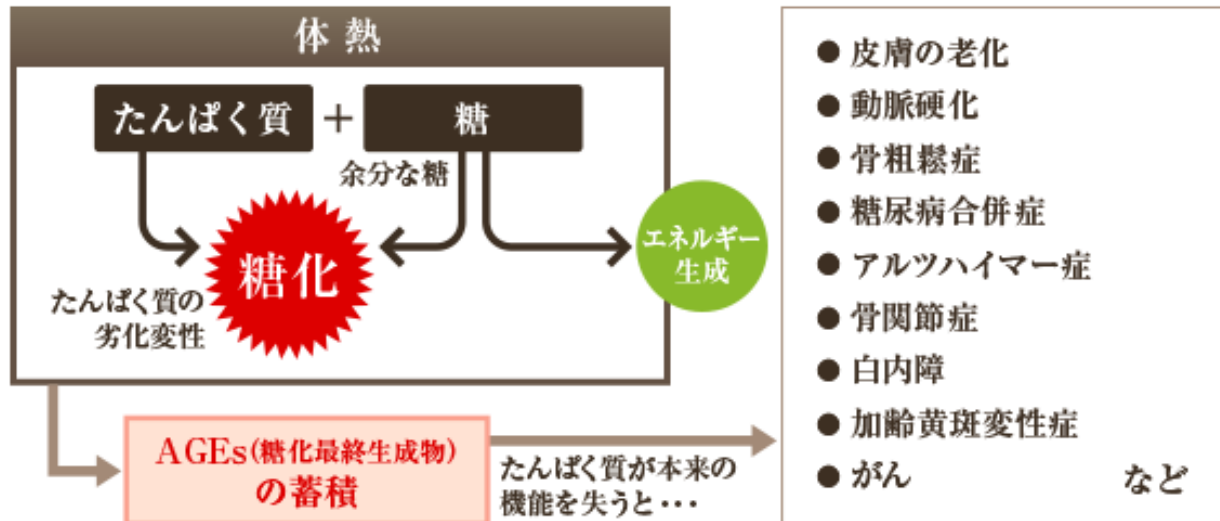 体熱
たんぱく質 + 糖
余分な糖
糖化
エネルギー
生成
たんぱく質の
劣化変性
AGEs(糖化最終生成物)
の蓄積
たんぱく質が本来の
機能を失うと・・・
● 皮膚の老化
● 動脈硬化
● 骨粗鬆症
● 糖尿病合併症
● アルツハイマー症
● 骨関節症
● 白内障
● 加齢黄斑変性症
● がん など